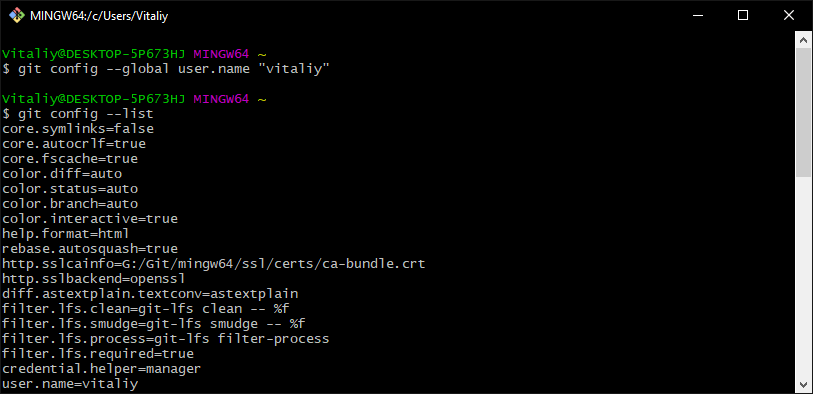 MINGW64:/c/Users/Vitaliy
Vitaliy@DESKTOP-5P673HJ MINGW64 ~
$ git config --global user.name "vitaliy"
Vitaliy@DESKTOP-5P673HJ MINGW64 ~
$ git config --list
core.symlinks=false
core.autocrlf=true
core.fscache=true
color.diff=auto
color.status=auto
color.branch=auto
color.interactive=true
help.format=html
rebase.autosquash=true
http.sslcainfo=G:/Git/mingw64/ssl/certs/ca-bundle.crt
http.sslbackend=openssl
diff.astextplain.textconv=astextplain
filter.lfs.clean=git-lfs clean -- %f
filter.lfs.smudge=git-lfs smudge -- %f
filter.lfs.process=git-lfs filter-process
filter.lfs.required=true
credential.helper=manager
user.name=vitaliy